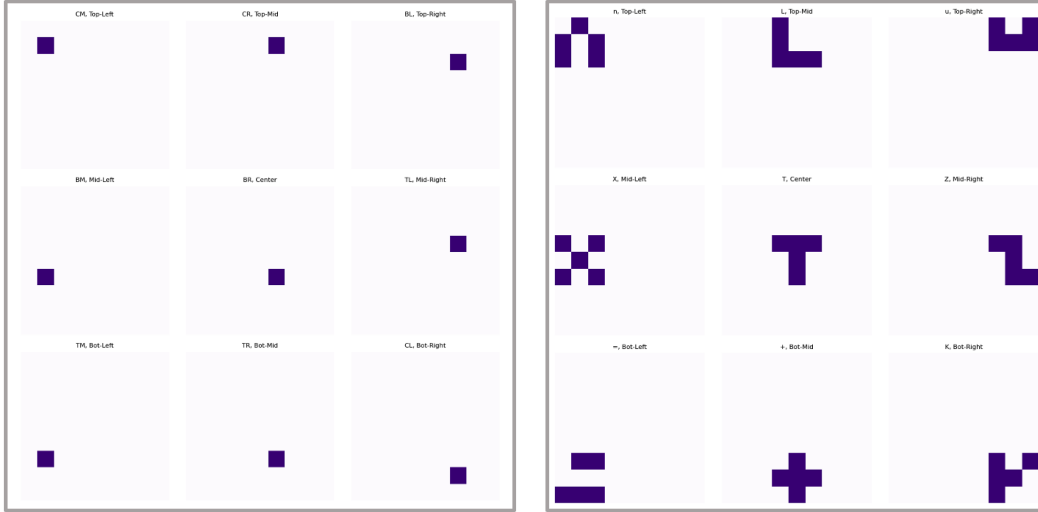 CM, Top-Left
CR, Top-Mid
BL, Top-Right
BM, Mid-Left
BR, Center
TL, Mid-Right
TM, Bot-Left
TR, Bot-Mid
CL, Bot-Right
n, Top-Left
L, Top-Mid
u, Top-Right
X, Mid-Left
T, Center
Z, Mid-Right
=, Bot-Left
+, Bot-Mid
K, Bot-Right